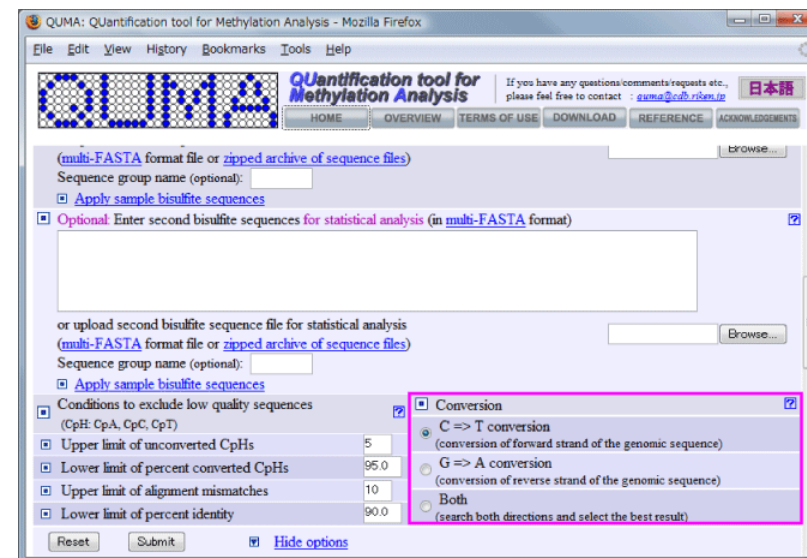 QUMA: QUantification tool for Methylation Analysis - Mozilla Firefox
File Edit View History Bookmarks Tools Help
QUMA
QUantification tool for
Methylation Analysis
If you have any questions/comments/requests etc.,
please feel free to contact : quma@cdb.riken.jp
日本語
HOME OVERVIEW TERMS OF USE DOWNLOAD REFERENCE ACKNOWLEDGEMENTS
(multi-FASTA format file or zipped archive of sequence files)
Browse...
Sequence group name (optional):
Apply sample bisulfite sequences
Optional: Enter second bisulfite sequences for statistical analysis (in multi-FASTA format) ?
or upload second bisulfite sequence file for statistical analysis
(multi-FASTA format file or zipped archive of sequence files)
Browse...
Sequence group name (optional):
Apply sample bisulfite sequences
Conditions to exclude low quality sequences ?
(CpH: CpA, CpC, CpT)
Upper limit of unconverted CpHs 5
Lower limit of percent converted CpHs 95.0
Upper limit of alignment mismatches 10
Lower limit of percent identity 90.0
Conversion ?
C => T conversion
(conversion of forward strand of the genomic sequence)
G => A conversion
(conversion of reverse strand of the genomic sequence)
Both
(search both directions and select the best result)
Reset Submit Hide options